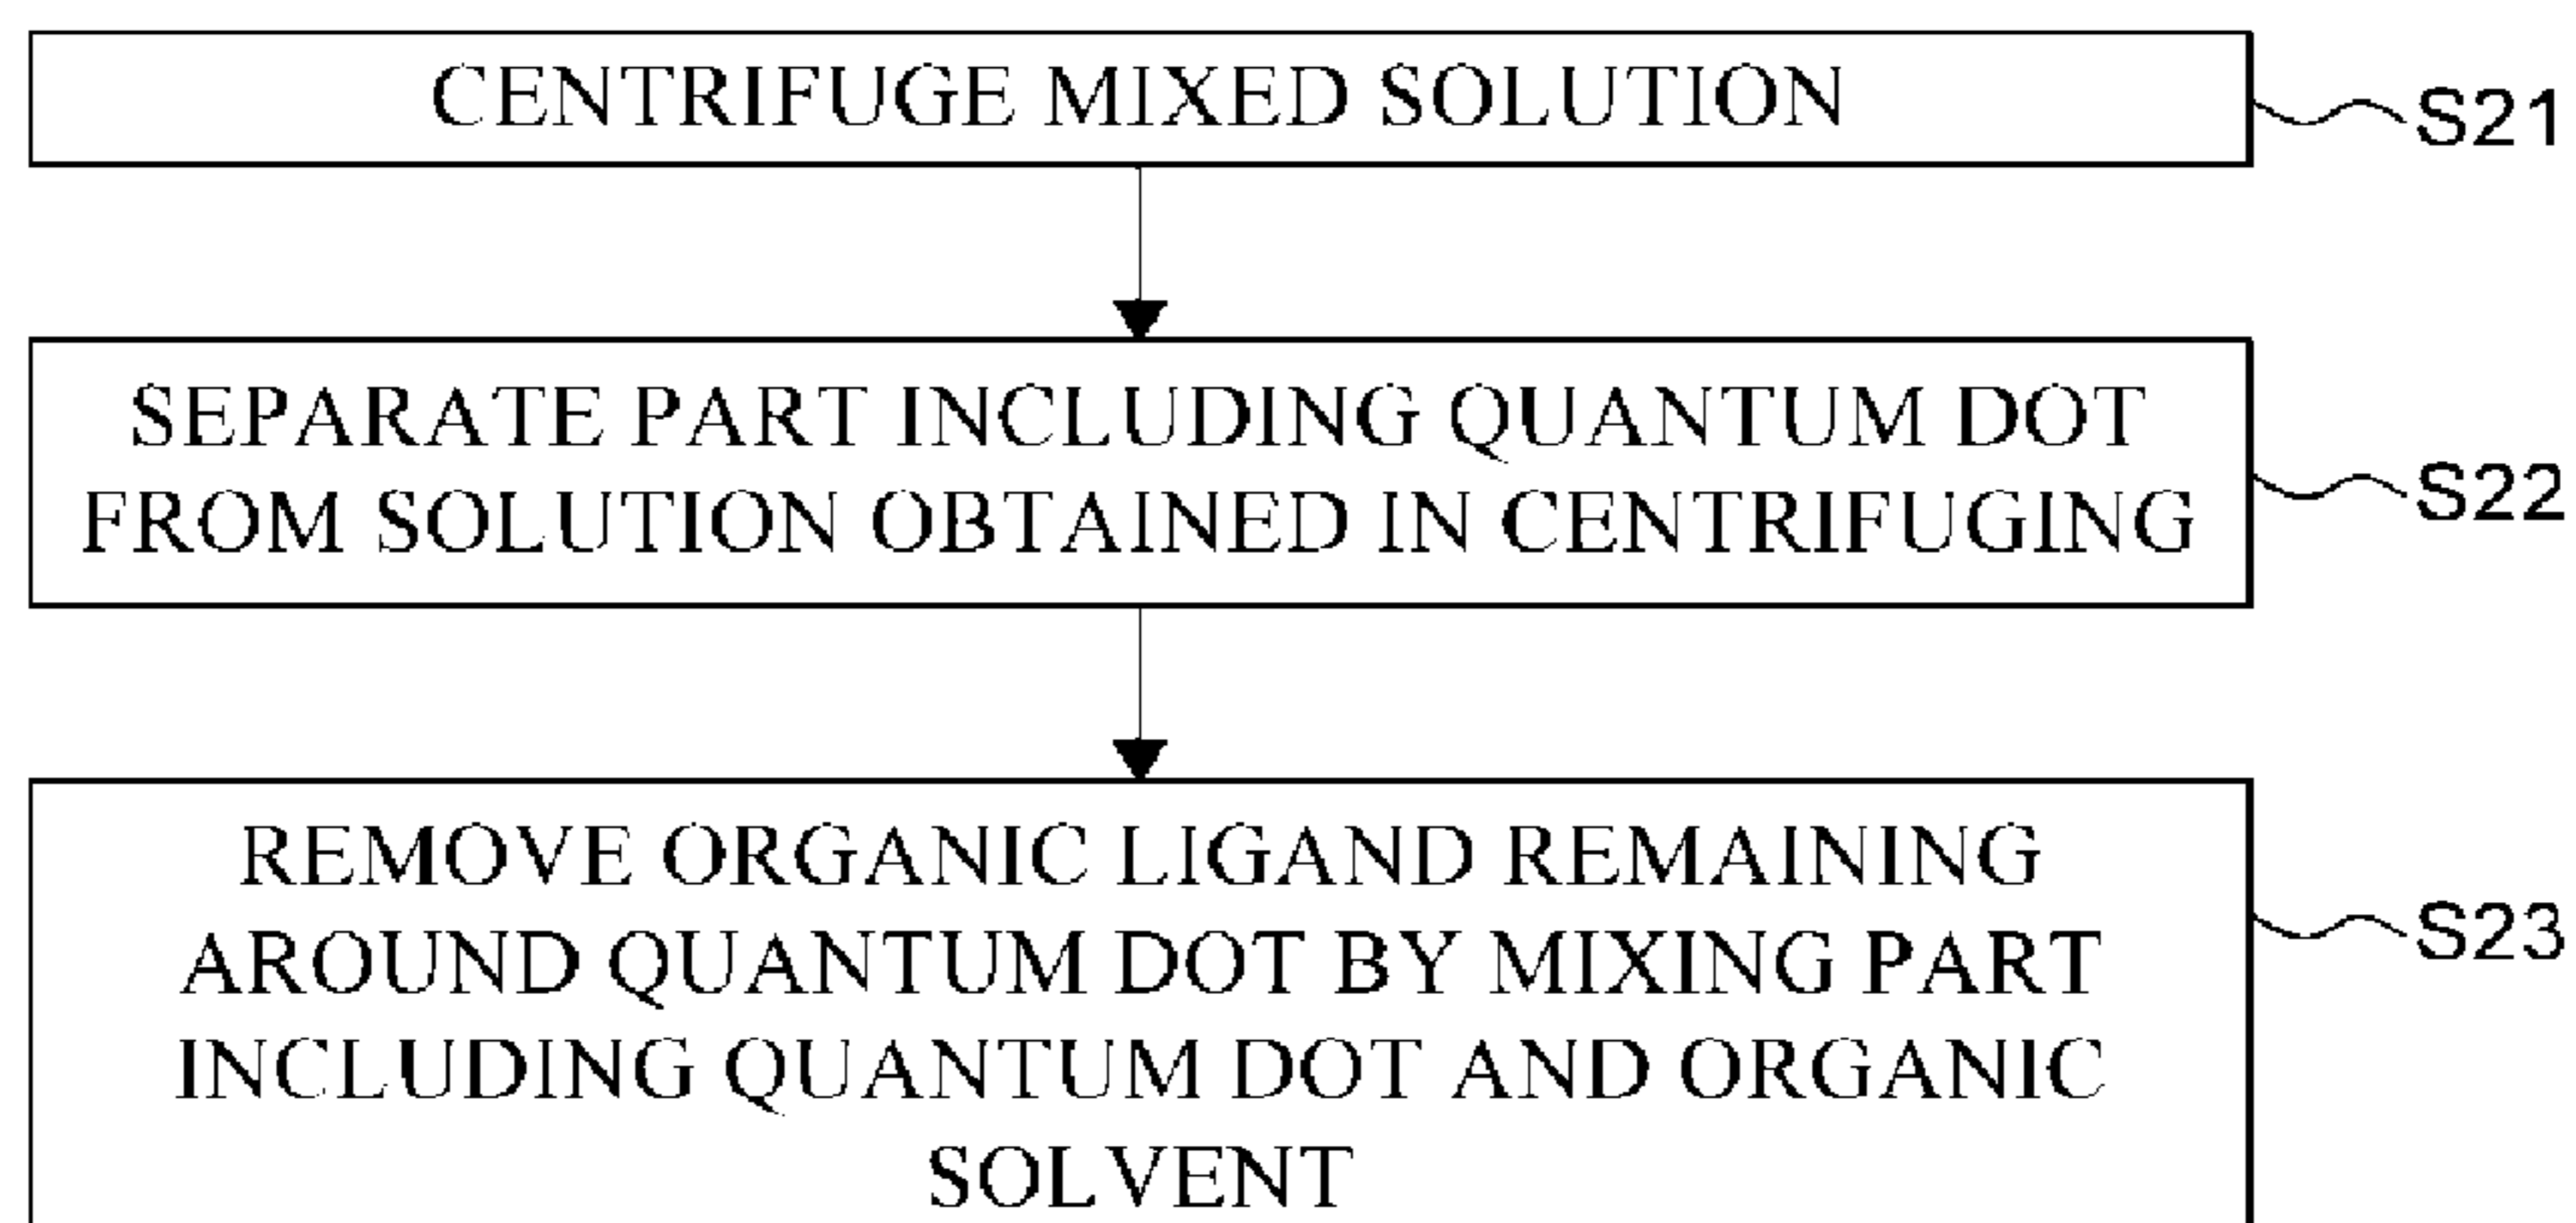 CENTRIFUGE MIXED SOLUTION
S21
SEPARATE PART INCLUDING QUANTUM DOT
FROM SOLUTION OBTAINED IN CENTRIFUGING
S22
REMOVE ORGANIC LIGAND REMAINING
AROUND QUANTUM DOT BY MIXING PART
INCLUDING QUANTUM DOT AND ORGANIC
SOLVENT
S23